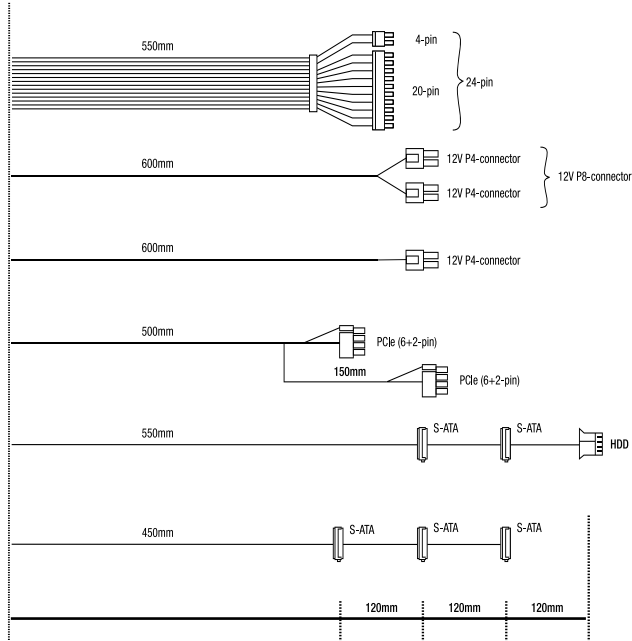 550mm
4-pin
20-pin
24-pin
600mm
12V P4-connector
12V P4-connector
12V P8-connector
600mm
12V P4-connector
500mm
PCIe (6+2-pin)
150mm
PCIe (6+2-pin)
550mm
S-ATA
S-ATA
HDD
450mm
S-ATA
S-ATA
S-ATA
120mm
120mm
120mm